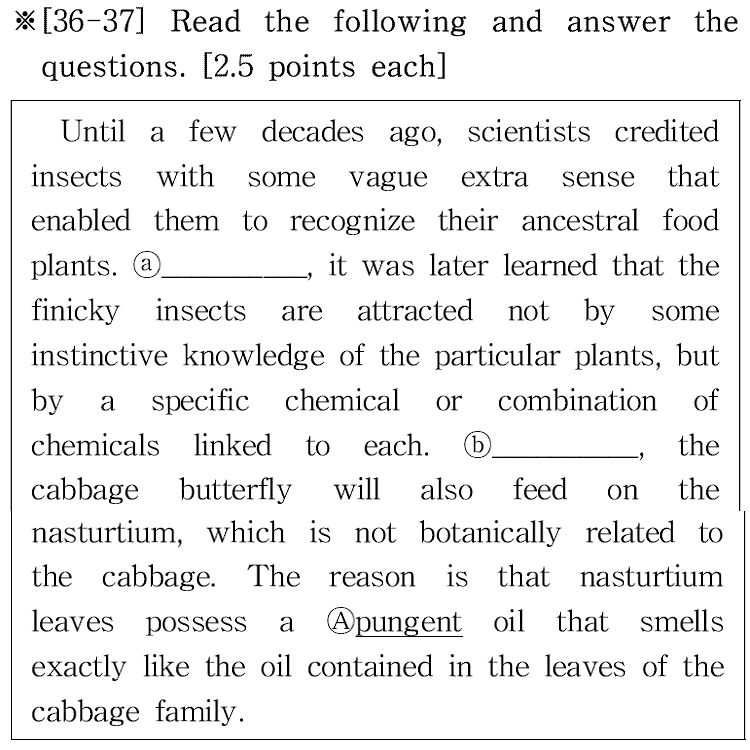 ※[36-37] Read the following and answer the
questions. [2.5 points each]
Until a few decades ago, scientists credited
insects with some vague extra sense that
enabled them to recognize their ancestral food
plants. ⓐ__________, it was later learned that the
finicky insects are attracted not by some
instinctive knowledge of the particular plants, but
by a specific chemical or combination of
chemicals linked to each. ⓑ__________, the
cabbage butterfly will also feed on the
nasturtium, which is not botanically related to
the cabbage. The reason is that nasturtium
leaves possess a Ⓐpungent oil that smells
exactly like the oil contained in the leaves of the
cabbage family.